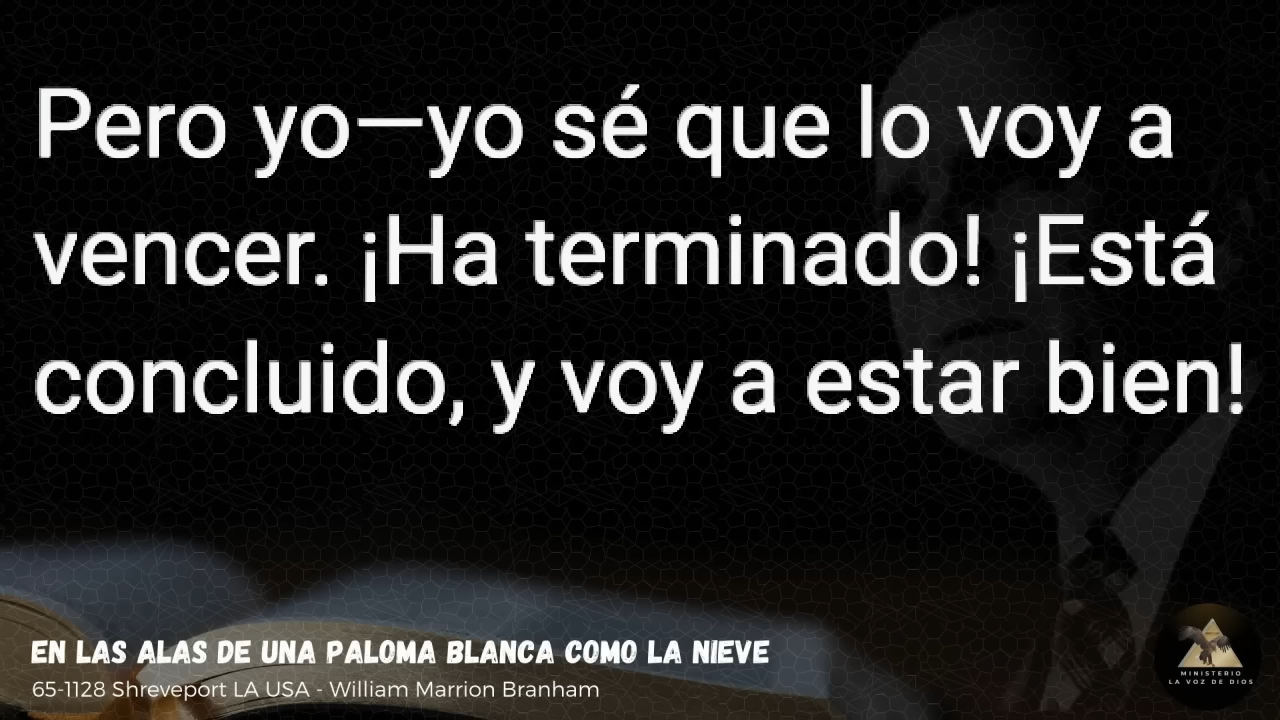 Pero yo—yo sé que lo voy a
vencer. ¡Ha terminado! ¡Está
concluido, y voy a estar bien!
EN LAS ALAS DE UNA PALOMA BLANCA COMO LA NIEVE
65-1128 Shreveport LA USA - William Marrion Branham
MINISTERIO
LA VOZ DE DIOS